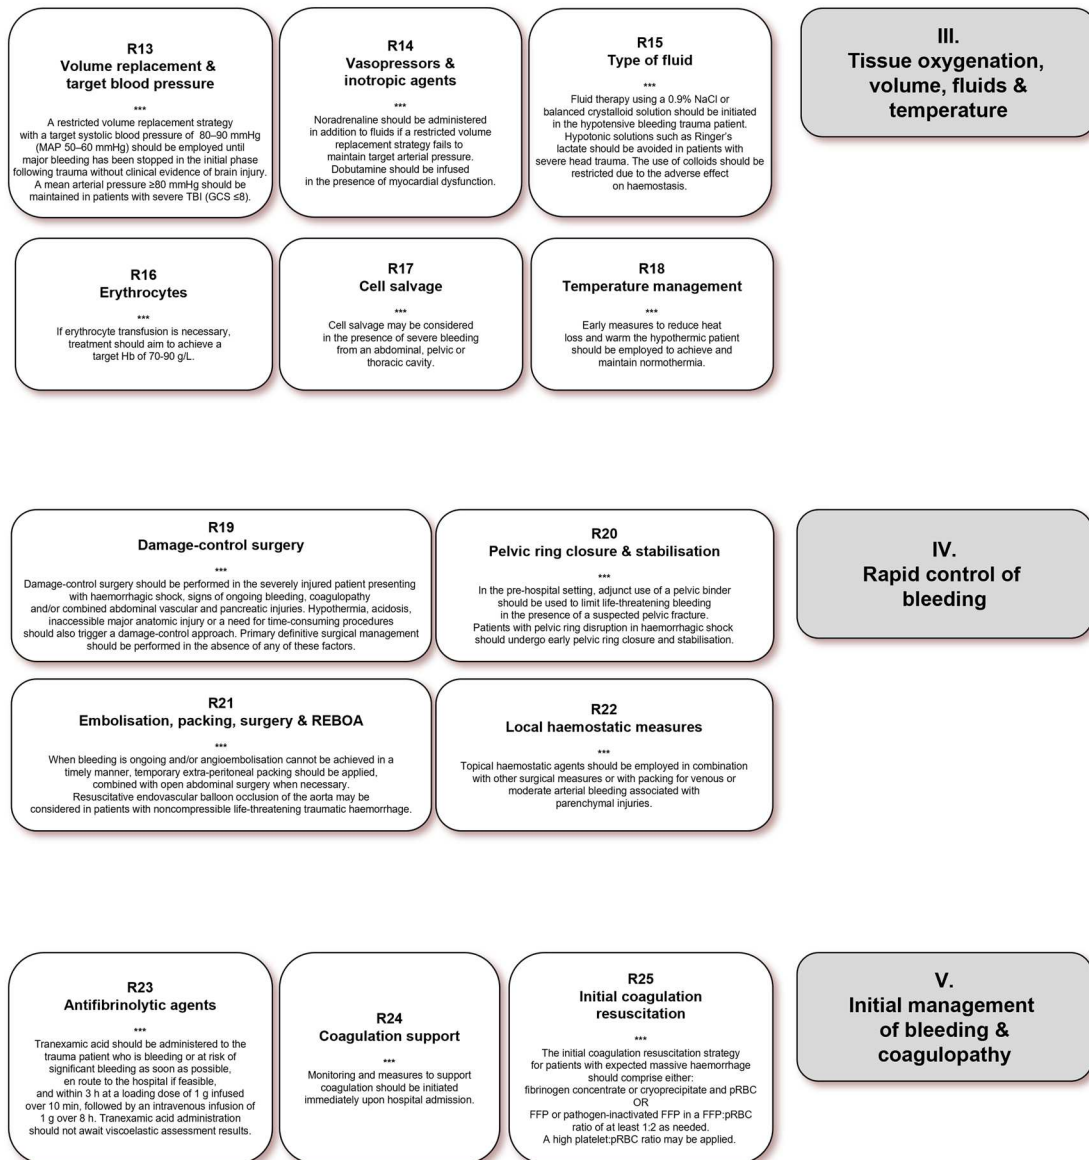 R13
Volume replacement &
target blood pressure
***
A restricted volume replacement strategy
with a target systolic blood pressure of 80–90 mmHg
(MAP 50–60 mmHg) should be employed until
major bleeding has been stopped in the initial phase
following trauma without clinical evidence of brain injury.
A mean arterial pressure ≥80 mmHg should be
maintained in patients with severe TBI (GCS ≤8).
R14
Vasopressors &
inotropic agents
***
Noradrenaline should be administered
in addition to fluids if a restricted volume
replacement strategy fails to
maintain target arterial pressure.
Dobutamine should be infused
in the presence of myocardial dysfunction.
R15
Type of fluid
***
Fluid therapy using a 0.9% NaCl or
balanced crystalloid solution should be initiated
in the hypotensive bleeding trauma patient.
Hypotonic solutions such as Ringer's
lactate should be avoided in patients with
severe head trauma. The use of colloids should be
restricted due to the adverse effect
on haemostasis.
III.
Tissue oxygenation,
volume, fluids &
temperature
R16
Erythrocytes
***
If erythrocyte transfusion is necessary,
treatment should aim to achieve a
target Hb of 70-90 g/L.
R17
Cell salvage
***
Cell salvage may be considered
in the presence of severe bleeding
from an abdominal, pelvic or
thoracic cavity.
R18
Temperature management
***
Early measures to reduce heat
loss and warm the hypothermic patient
should be employed to achieve and
maintain normothermia.
R19
Damage-control surgery
***
Damage-control surgery should be performed in the severely injured patient presenting
with haemorrhagic shock, signs of ongoing bleeding, coagulopathy
and/or combined abdominal vascular and pancreatic injuries. Hypothermia, acidosis,
inaccessible major anatomic injury or a need for time-consuming procedures
should also trigger a damage-control approach. Primary definitive surgical management
should be performed in the absence of any of these factors.
R20
Pelvic ring closure & stabilisation
***
In the pre-hospital setting, adjunct use of a pelvic binder
should be used to limit life-threatening bleeding
in the presence of a suspected pelvic fracture.
Patients with pelvic ring disruption in haemorrhagic shock
should undergo early pelvic ring closure and stabilisation.
IV.
Rapid control of
bleeding
R21
Embolisation, packing, surgery & REBOA
***
When bleeding is ongoing and/or angioembolisation cannot be achieved in a
timely manner, temporary extra-peritoneal packing should be applied,
combined with open abdominal surgery when necessary.
Resuscitative endovascular balloon occlusion of the aorta may be
considered in patients with noncompressible life-threatening traumatic haemorrhage.
R22
Local haemostatic measures
***
Topical haemostatic agents should be employed in combination
with other surgical measures or with packing for venous or
moderate arterial bleeding associated with
parenchymal injuries.
R23
Antifibrinolytic agents
***
Tranexamic acid should be administered to the
trauma patient who is bleeding or at risk of
significant bleeding as soon as possible,
en route to the hospital if feasible,
and within 3 h at a loading dose of 1 g infused
over 10 min, followed by an intravenous infusion of
1 g over 8 h. Tranexamic acid administration
should not await viscoelastic assessment results.
R24
Coagulation support
***
Monitoring and measures to support
coagulation should be initiated
immediately upon hospital admission.
R25
Initial coagulation
resuscitation
***
The initial coagulation resuscitation strategy
for patients with expected massive haemorrhage
should comprise either:
fibrinogen concentrate or cryoprecipitate and pRBC
OR
FFP or pathogen-inactivated FFP in a FFP:pRBC
ratio of at least 1:2 as needed.
A high platelet:pRBC ratio may be applied.
V.
Initial management
of bleeding &
coagulopathy